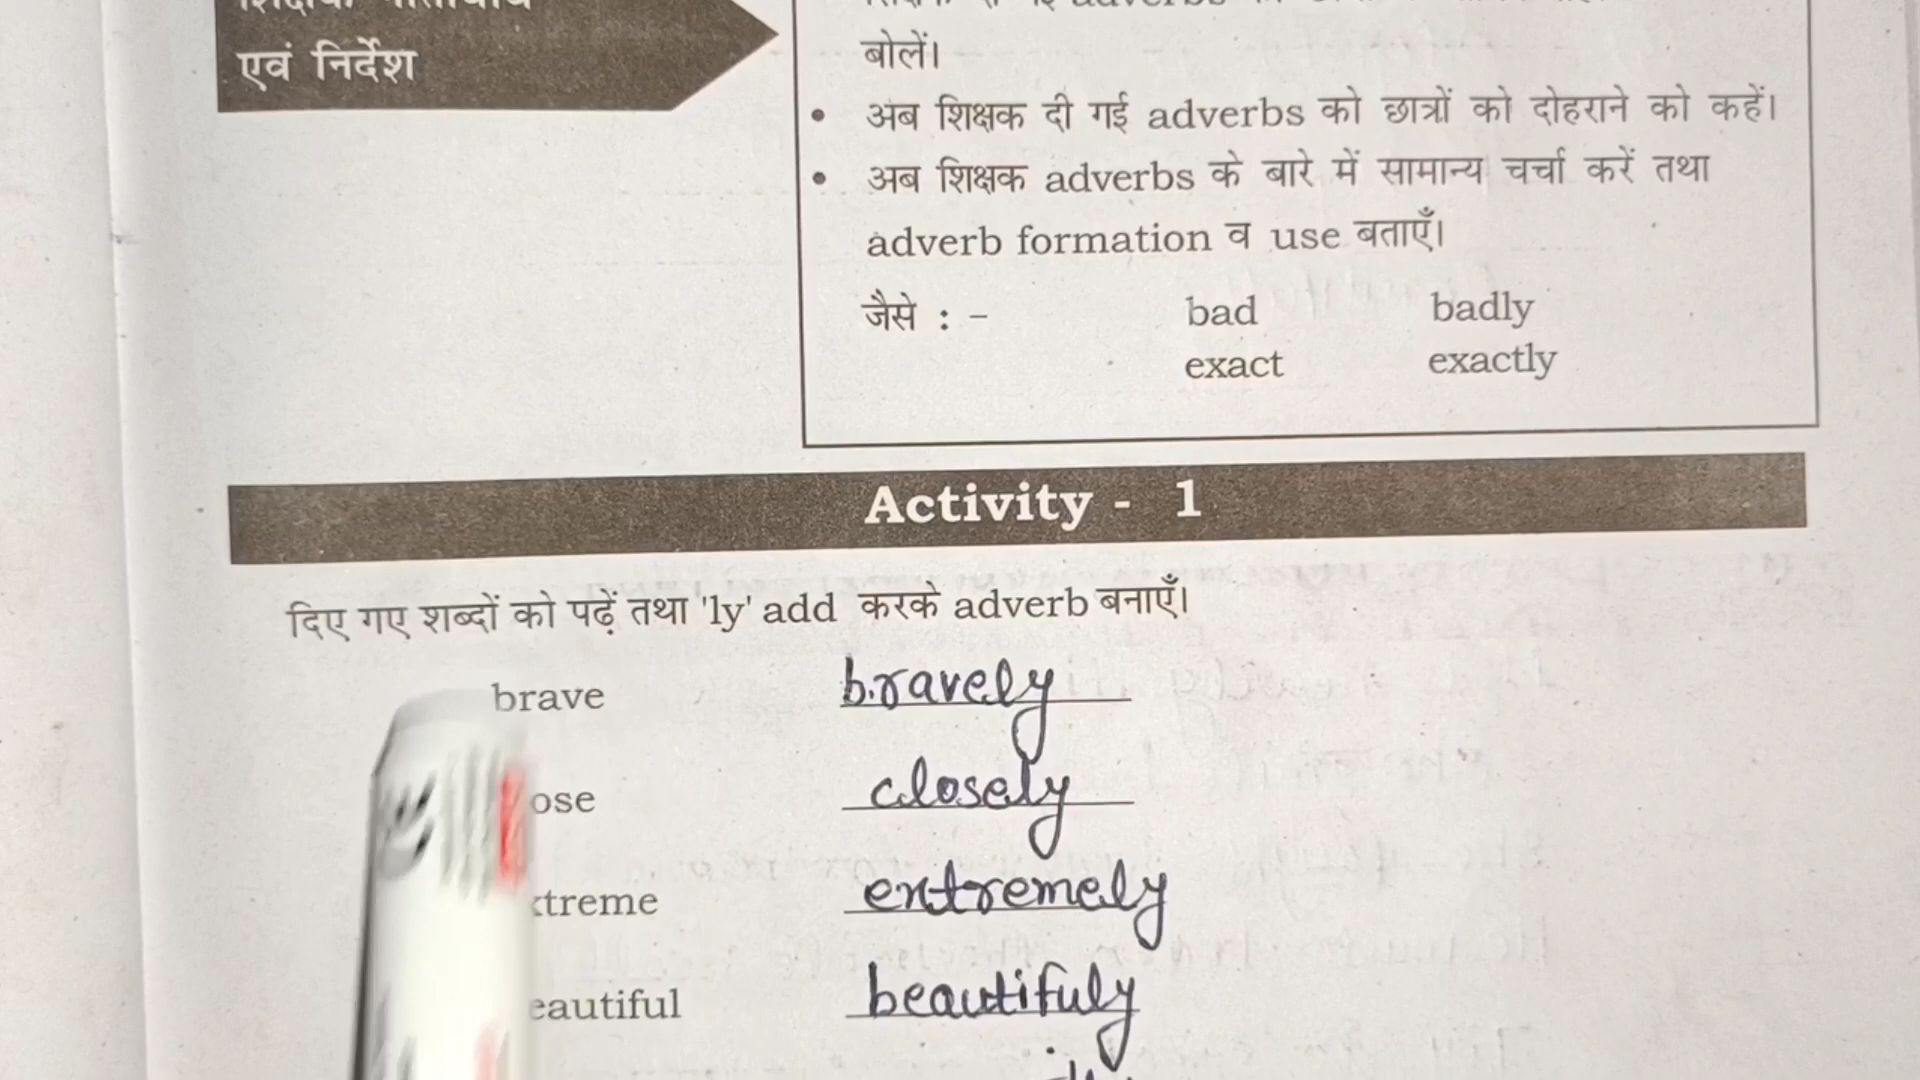 एवं निर्देश
बोलें।
• अब शिक्षक दी गई adverbs को छात्रों को दोहराने को कहें।
• अब शिक्षक adverbs के बारे में सामान्य चर्चा करें तथा
adverb formation व use बताएँ।
जैसे : – bad badly
exact exactly
Activity - 1
दिए गए शब्दों को पढ़ें तथा 'ly' add करके adverb बनाएँ।
brave bravely
ose closely
treme extremely
eautiful beautifuly